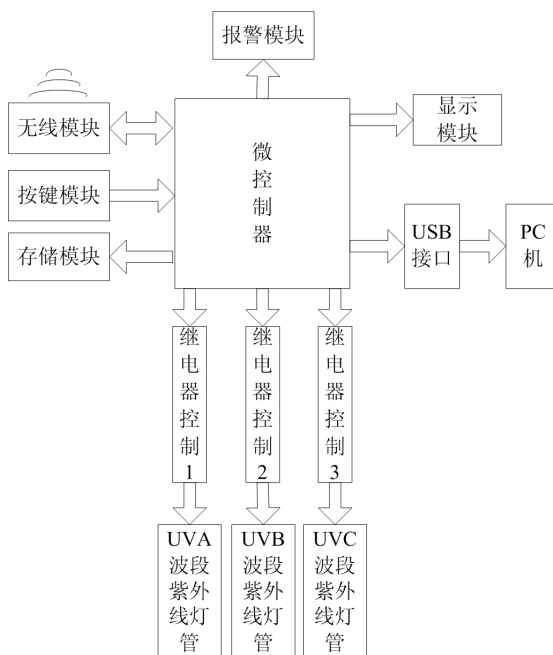 报警模块
无线模块
显示
模块
微
控
制
器
按键模块
USB
接口
PC
机
存储模块
继
电
器
控
制
1
继
电
器
控
制
2
继
电
器
控
制
3
UVA
波段
紫外
线灯
管
UVB
波段
紫外
线灯
管
UVC
波段
紫外
线灯
管